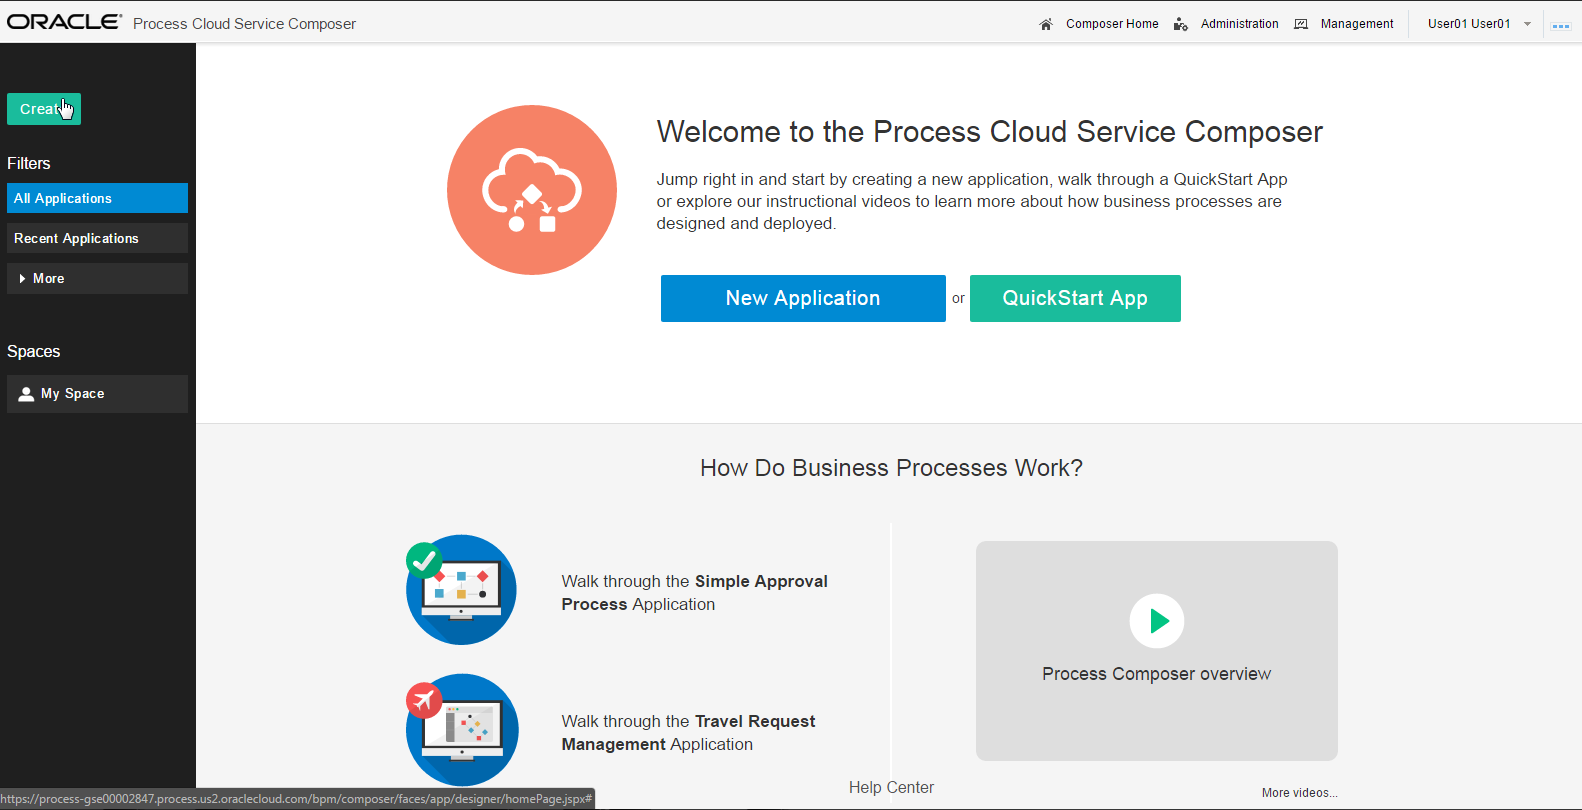 ORACLE® Process Cloud Service Composer
Composer Home Administration Management User01 User01
Creat
Filters
All Applications
Recent Applications
More
Spaces
My Space
Welcome to the Process Cloud Service Composer
Jump right in and start by creating a new application, walk through a QuickStart App
or explore our instructional videos to learn more about how business processes are
designed and deployed.
New Application or QuickStart App
How Do Business Processes Work?
Walk through the Simple Approval
Process Application
Process Composer overview
Walk through the Travel Request
Management Application
Help Center
More videos...
https://process-gse00002847.process.us2.oraclecloud.com/bpm/composer/faces/app/designer/homePage.jspx#